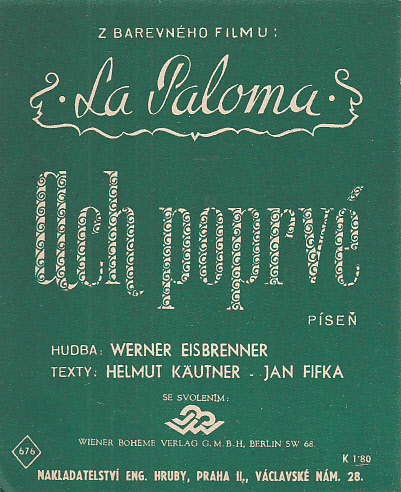 Z BAREVNÉHO FILMU:
· La Paloma ·
Ach poprvé
PÍSEŇ
HUDBA: WERNER EISBRENNER
TEXTY: HELMUT KÄUTNER - JAN FIFKA
SE SVOLENÍM:
WIENER BOHEME VERLAG G.M.B.H, BERLIN SW 68.
676
K 1·80
NAKLADATELSTVÍ ENG. HRUBY, PRAHA II., VÁCLAVSKÉ NÁM. 28.